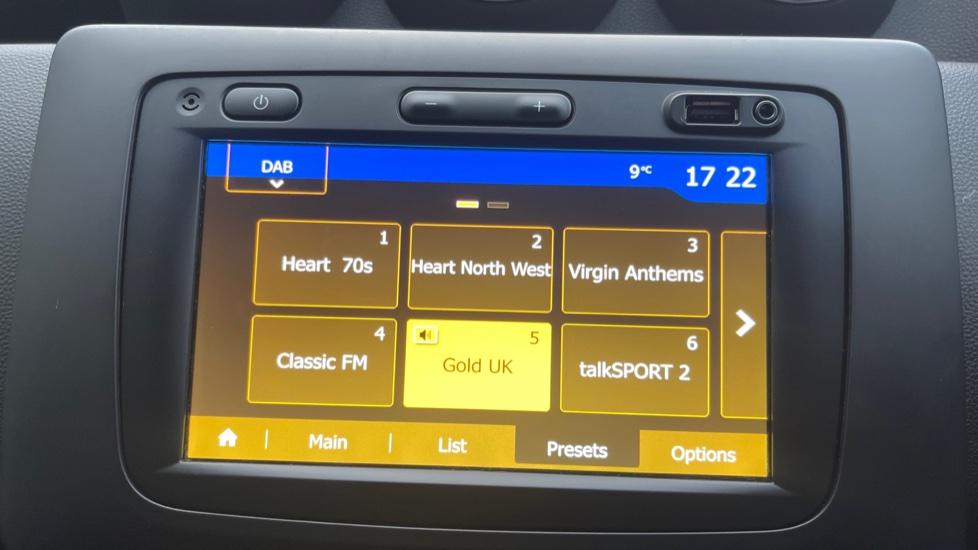 DAB
9°C
17 22
1
Heart 70s
2
Heart North West
3
Virgin Anthems
4
Classic FM
5
Gold UK
6
talkSPORT 2
Main | List
Presets
Options